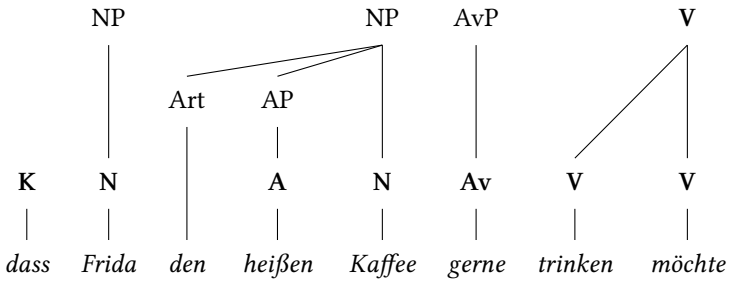 NP NP AvP V
Art AP
K N A N Av V V
dass Frida den heißen Kaffee gerne trinken möchte